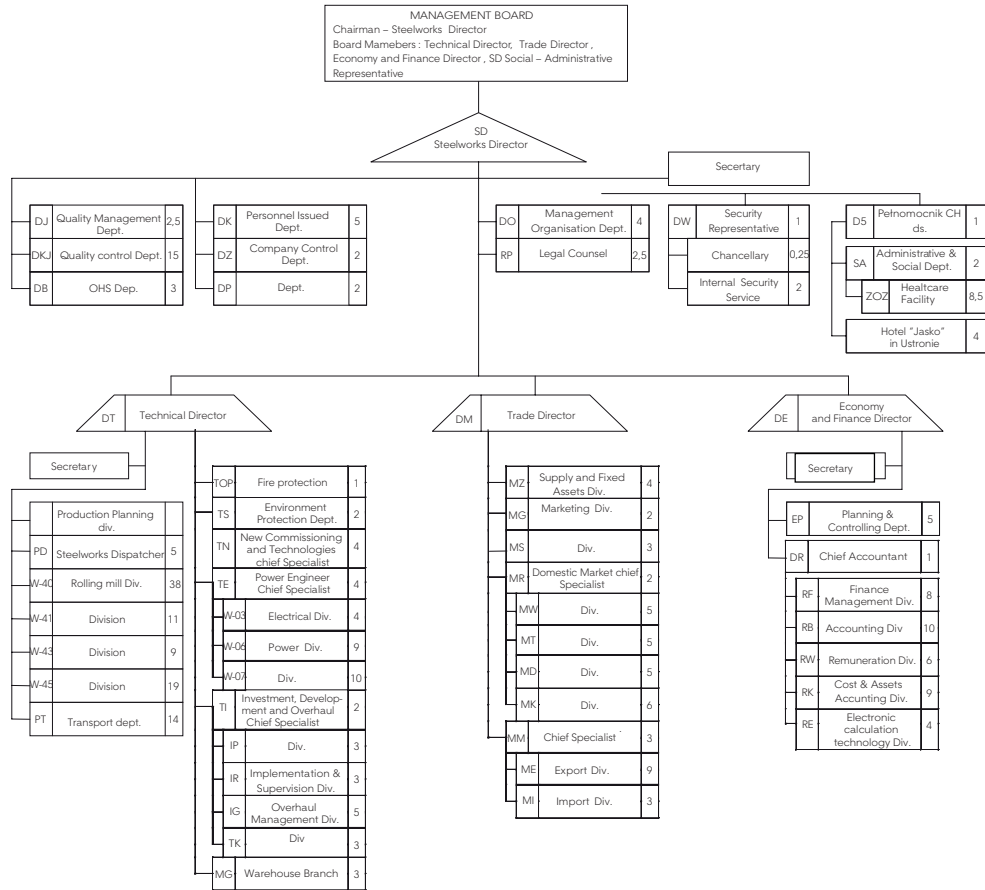 MANAGEMENT BOARD
Chairman – Steelworks Director
Board Mamebers : Technical Director, Trade Director ,
Economy and Finance Director , SD Social – Administrative
Representative
SD
Steelworks Director
Secertary
DJ
Quality Management
Dept.
2,5
DKJ
Quality control Dept.
15
DB
OHS Dep.
3
DK
Personnel Issued
Dept.
5
DZ
Company Control
Dept.
2
DP
Dept.
2
DO
Management
Organisation Dept.
4
RP
Legal Counsel
2,5
DW
Security
Representative
1
Chancellary
0,25
Internal Security
Service
2
D5
Pełnomocnik CH
ds.
1
SA
Administrative &
Social Dept.
2
ZOZ
Healtcare
Facility
8,5
Hotel "Jasko"
in Ustronie
4
DT
Technical Director
DM
Trade Director
DE
Economy
and Finance Director
Secretary
Production Planning
div.
PD
Steelworks Dispatcher
5
W-40
Rolling mill Div.
38
W-41
Division
11
W-43
Division
9
W-45
Division
19
PT
Transport dept.
14
TOP
Fire protection
1
TS
Environment
Protection Dept.
2
TN
New Commissioning
and Technologies
chief Specialist
4
TE
Power Engineer
Chief Specialist
4
W-03
Electrical Div.
4
W-06
Power Div.
9
W-07
Div.
10
TI
Investment, Develop-
ment and Overhaul
Chief Specialist
2
IP
Div.
3
IR
Implementation &
Supervision Div.
3
IG
Overhaul
Management Div.
5
TK
Div
3
MG
Warehouse Branch
3
MZ
Supply and Fixed
Assets Div.
4
MG
Marketing Div.
2
MS
Div.
3
MR
Domestic Market chief
Specialist
2
MW
Div.
5
MT
Div.
5
MD
Div.
5
MK
Div.
6
MM
Chief Specialist
3
ME
Export Div.
9
MI
Import Div.
3
Secretary
EP
Planning &
Controlling Dept.
5
DR
Chief Accountant
1
RF
Finance
Management Div.
8
RB
Accounting Div
10
RW
Remuneration Div.
6
RK
Cost & Assets
Accunting Div.
9
RE
Electronic
calculation
technology Div.
4